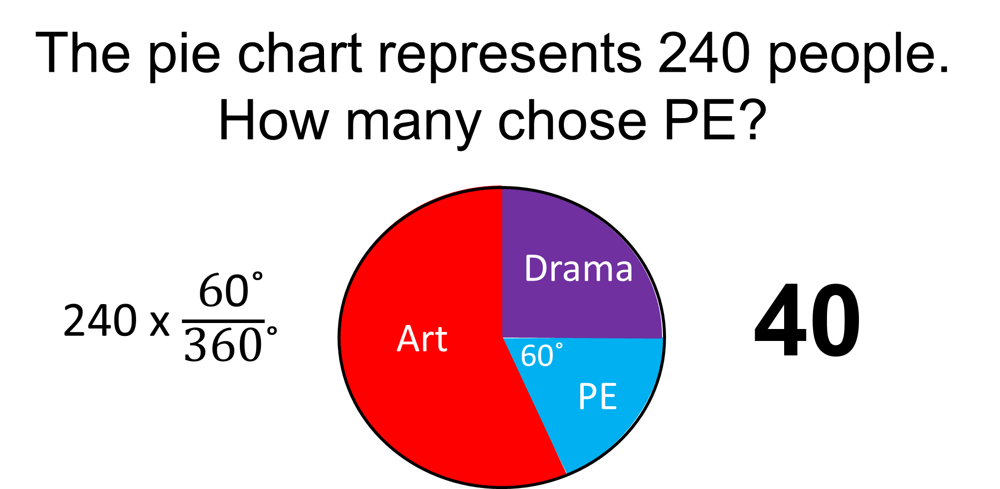 The pie chart represents 240 people.
How many chose PE?
240 x 60°/360°
Drama
Art
60°
PE
40